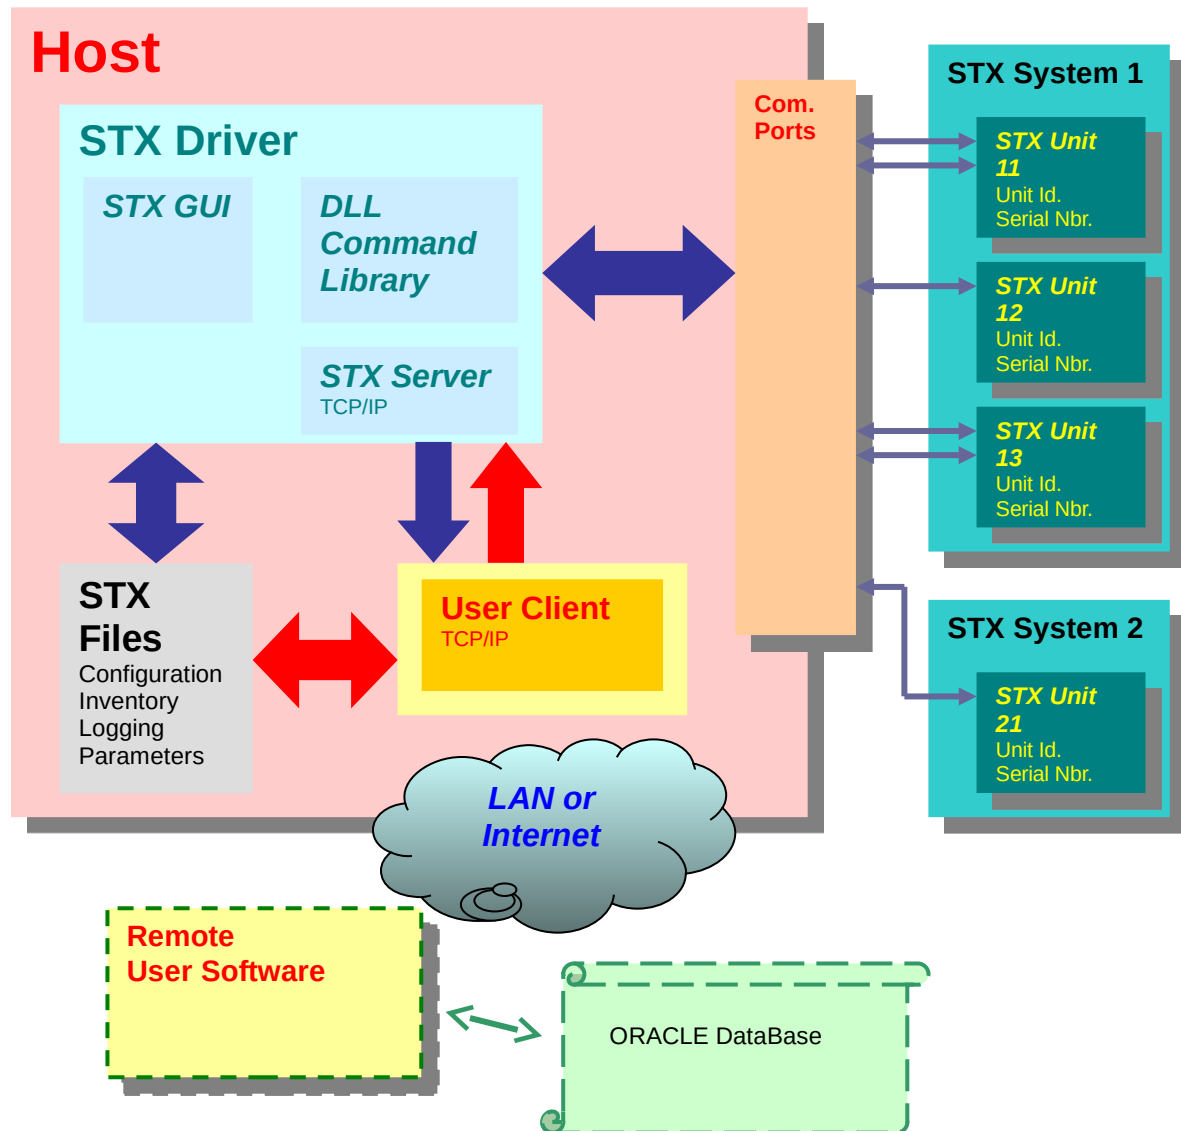 Host
STX Driver
STX GUI
DLL
Command
Library
STX Server
TCP/IP
Com.
Ports
STX System 1
STX Unit
11
Unit Id.
Serial Nbr.
STX Unit
12
Unit Id.
Serial Nbr.
STX Unit
13
Unit Id.
Serial Nbr.
STX
Files
Configuration
Inventory
Logging
Parameters
User Client
TCP/IP
STX System 2
STX Unit
21
Unit Id.
Serial Nbr.
LAN or
Internet
Remote
User Software
ORACLE DataBase